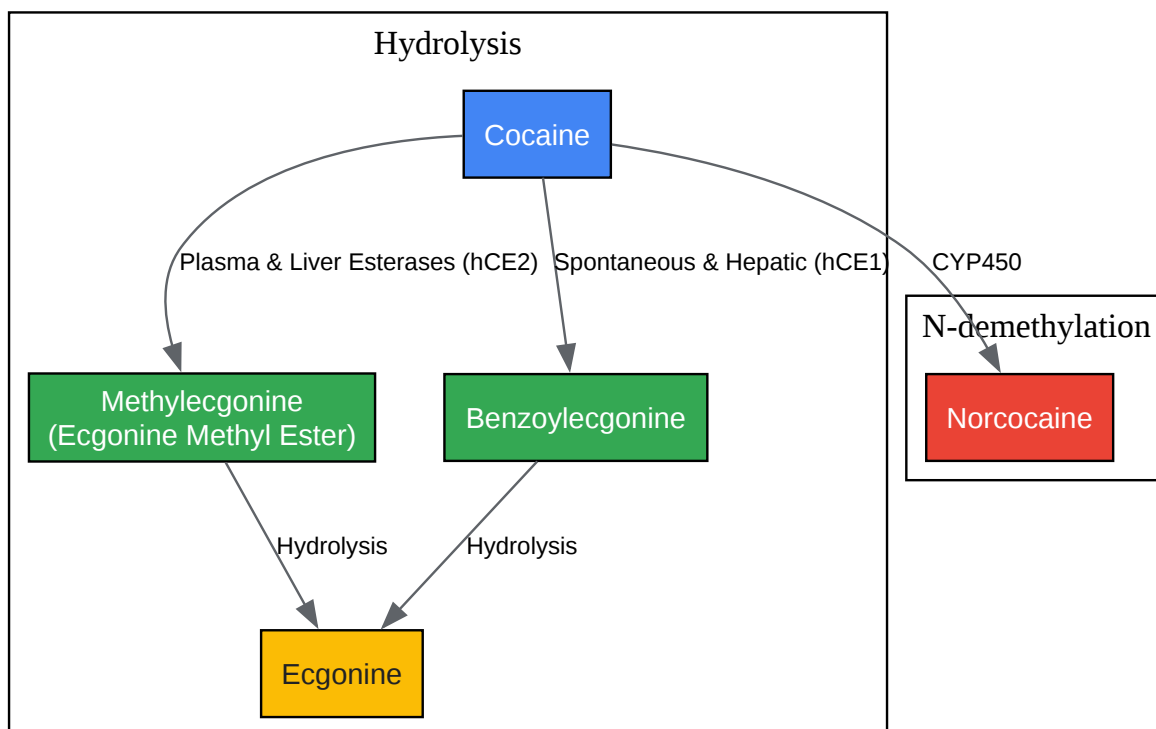 Hydrolysis
Cocaine
Plasma & Liver Esterases (hCE2)
Spontaneous & Hepatic (hCE1)
CYP450
N-demethylation
Methylecgonine
(Ecgonine Methyl Ester)
Benzoylecgonine
Norcocaine
Hydrolysis
Hydrolysis
Ecgonine